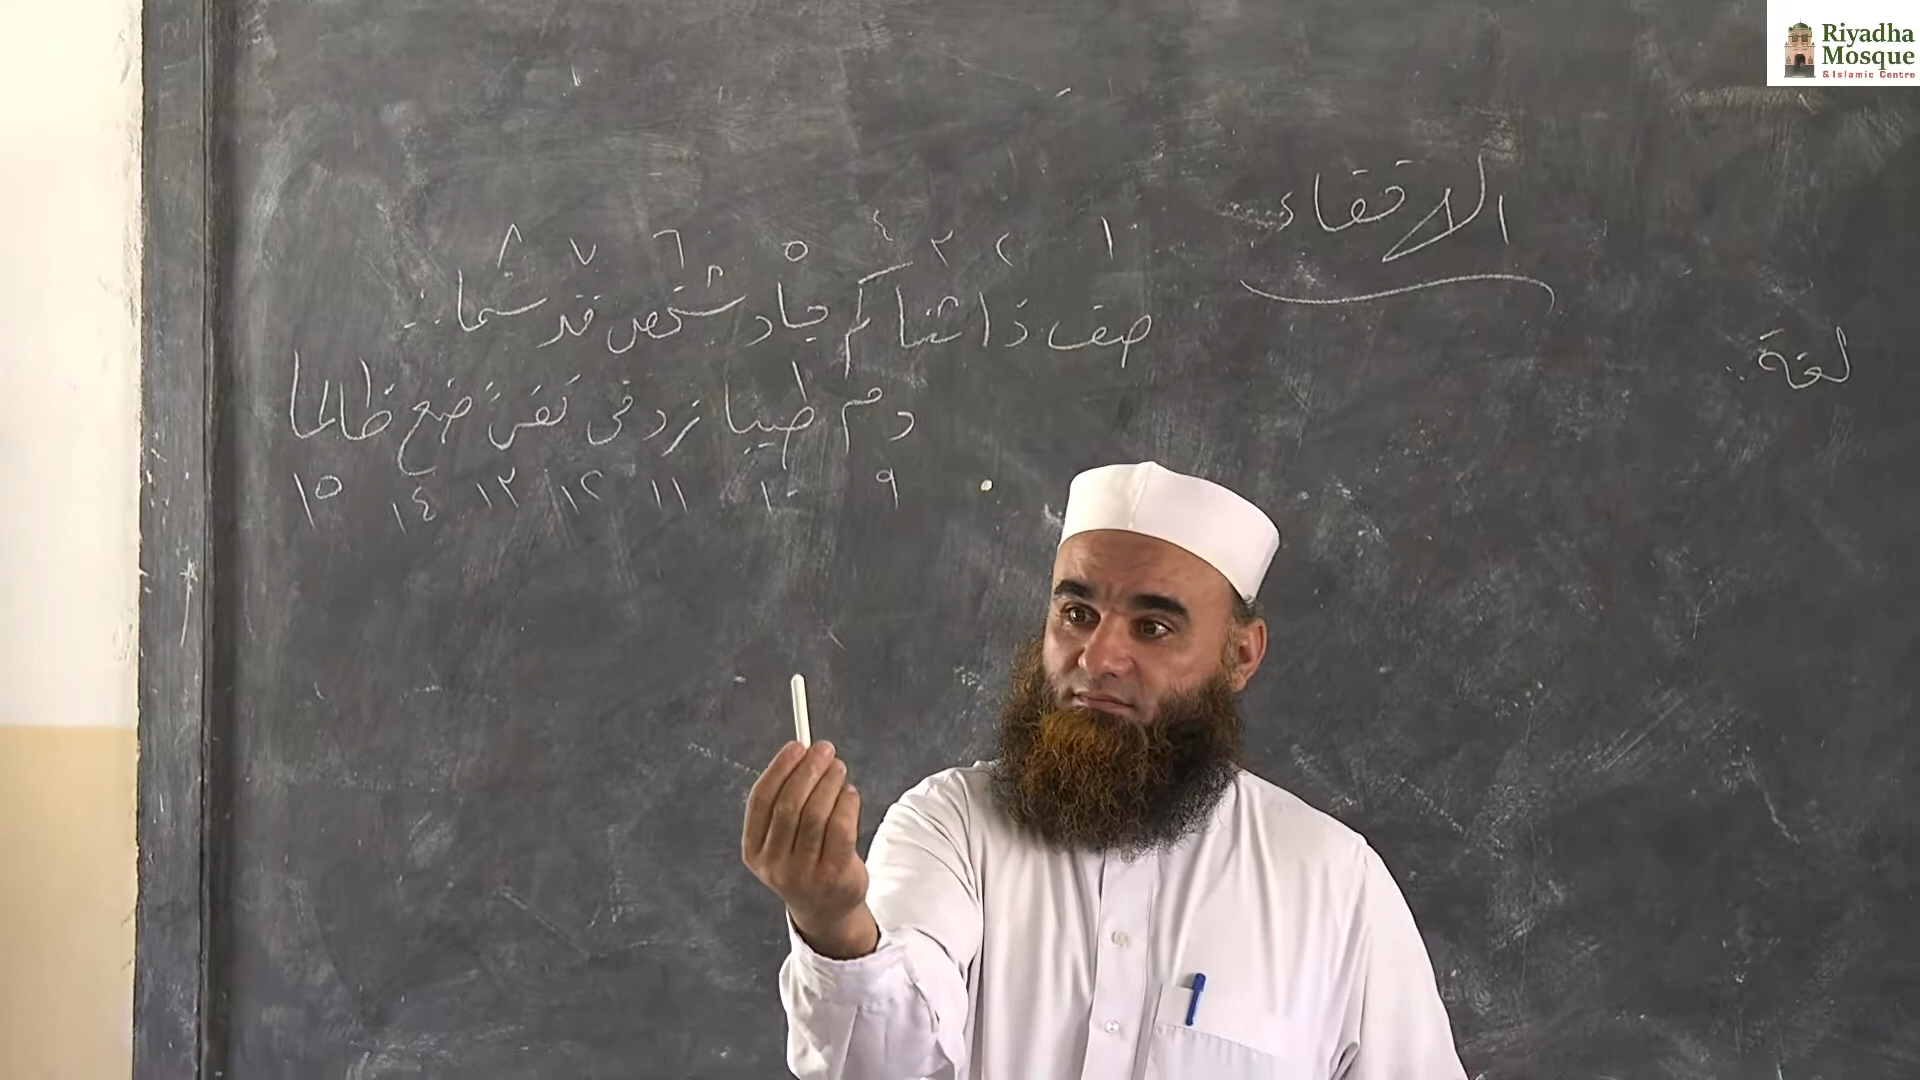 Riyadha
Mosque
& Islamic Centre
الاخفاء
١ ٢ ٣ ٤ ٥ ٦ ٧ ٨
صف ذا ثنا كم جاد شخص قد سما..
لغة..
دم طيبا زد في تقى ضع ظالما
٩ ١٠ ١١ ١٢ ١٣ ١٤ ١٥